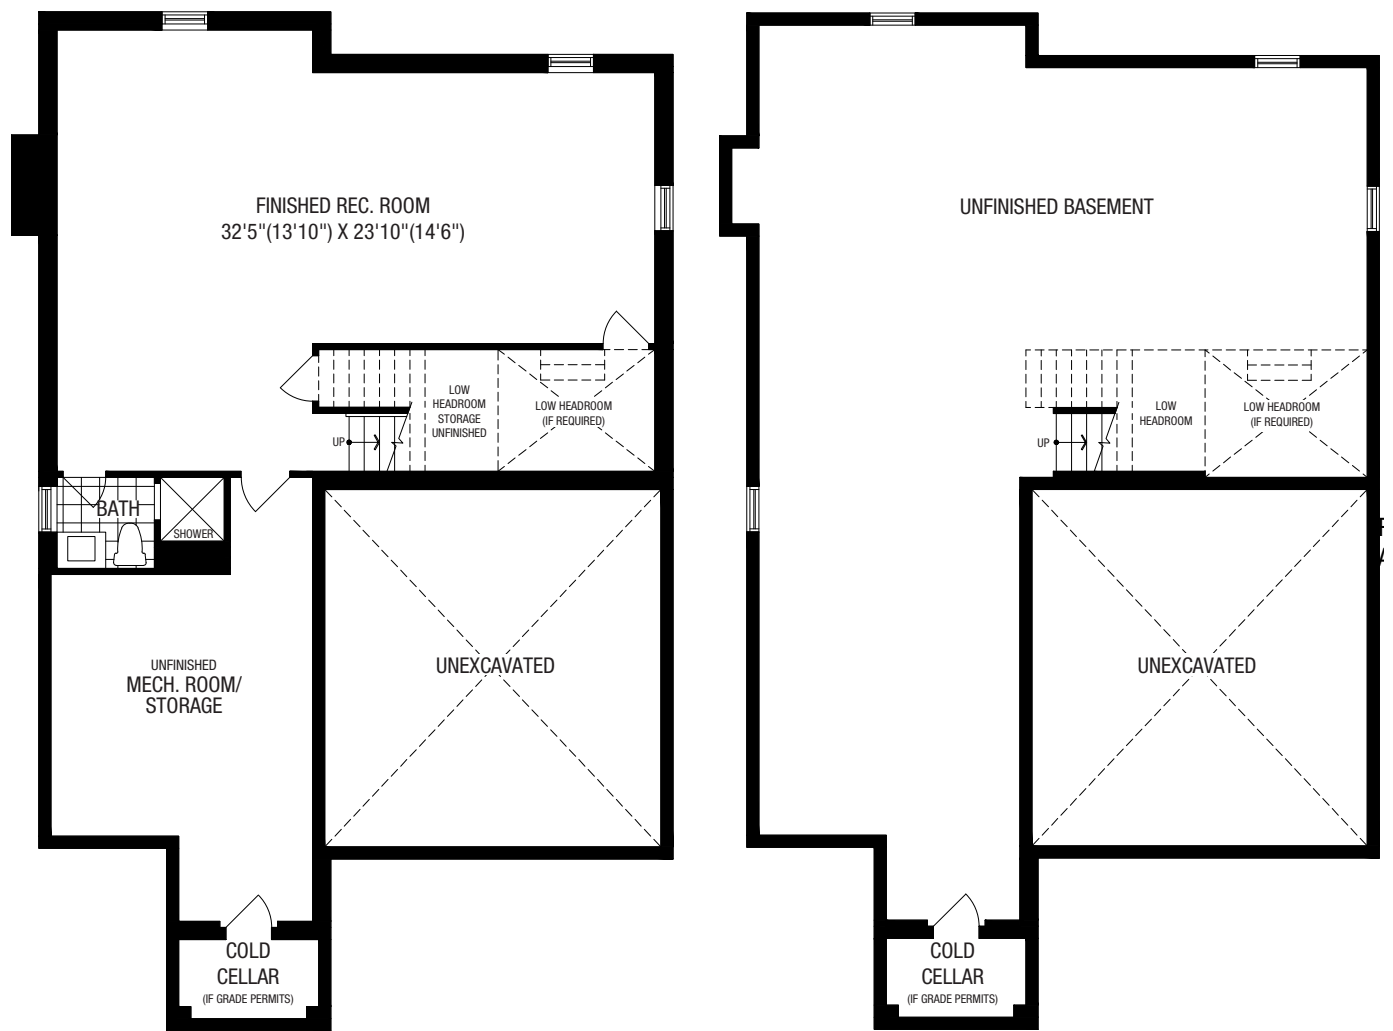 FINISHED REC. ROOM
32'5"(13'10") X 23'10"(14'6")
LOW
HEADROOM
STORAGE
UNFINISHED
LOW HEADROOM
(IF REQUIRED)
UP
BATH
SHOWER
UNFINISHED
MECH. ROOM/
STORAGE
UNEXCAVATED
COLD
CELLAR
(IF GRADE PERMITS)
UNFINISHED BASEMENT
LOW
HEADROOM
LOW HEADROOM
(IF REQUIRED)
UP
UNEXCAVATED
COLD
CELLAR
(IF GRADE PERMITS)